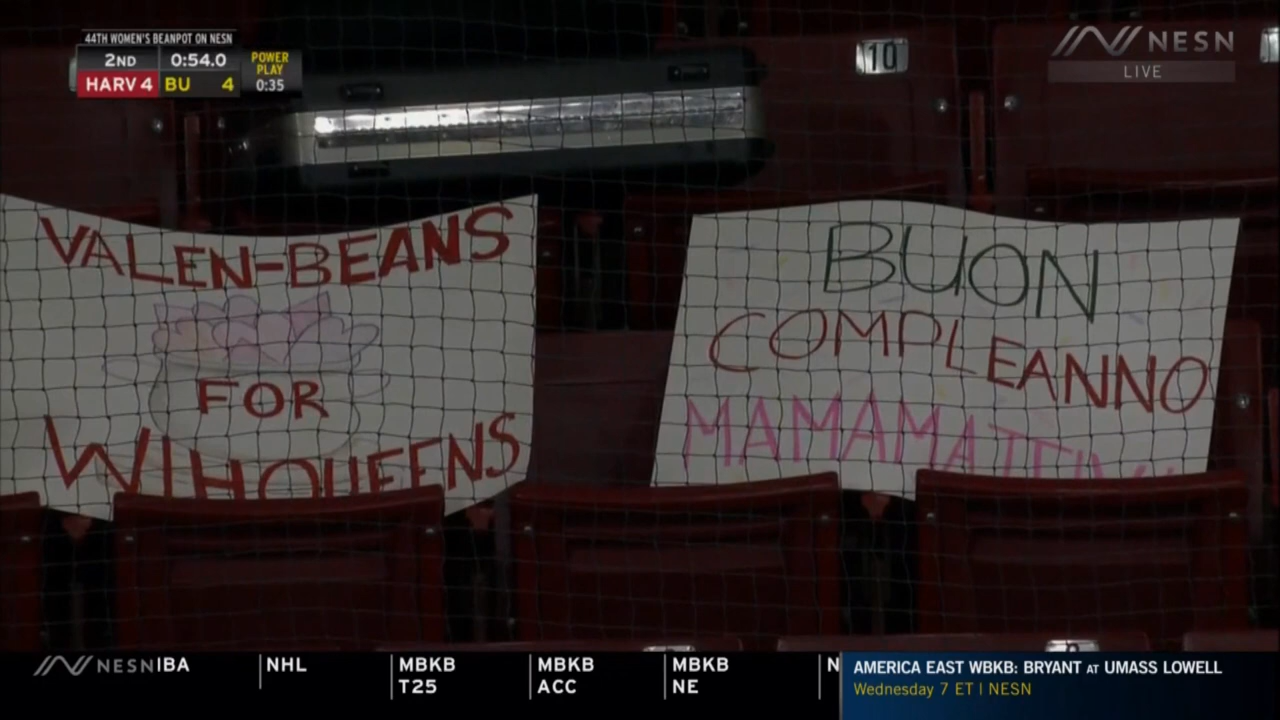 44TH WOMEN'S BEANPOT ON NESN
2ND 0:54.0
HARV 4 BU 4
POWER PLAY
0:35
NESN
LIVE
10
VALEN-BEANS
FOR
WIHQUEENS
BUON
COMPLEANNO
NESN
NHL
MBKB T25
MBKB ACC
MBKB NE
AMERICA EAST WBKB: BRYANT AT UMASS LOWELL
Wednesday 7 ET | NESN